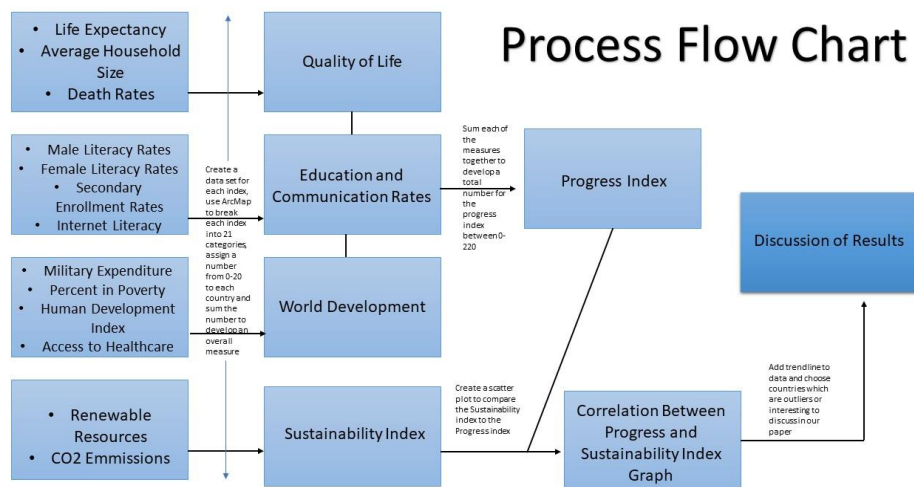 Process Flow Chart
• Life Expectancy
• Average Household
Size
• Death Rates
Quality of Life
• Male Literacy Rates
• Female Literacy Rates
• Secondary
Enrollment Rates
• Internet Literacy
Create a
data set for
each index,
use ArcMap
to break
each index
into 21
categories,
assign a
number
from 0-20
to each
country and
sum the
number to
develop an
overall
measure
Education and
Communication Rates
Sum each of
the
measures
together to
develop a
total
number for
the
progress
index
between 0-
220
Progress Index
• Military Expenditure
• Percent in Poverty
• Human Development
Index
• Access to Healthcare
World Development
Discussion of Results
• Renewable
Resources
• CO2 Emmissions
Sustainability Index
Create a scatter
plot to compare
the Sustainability
index to the
Progress index
Correlation Between
Progress and
Sustainability Index
Graph
Add trendline to
data and choose
countries which
are outliers or
interesting to
discuss in our
paper